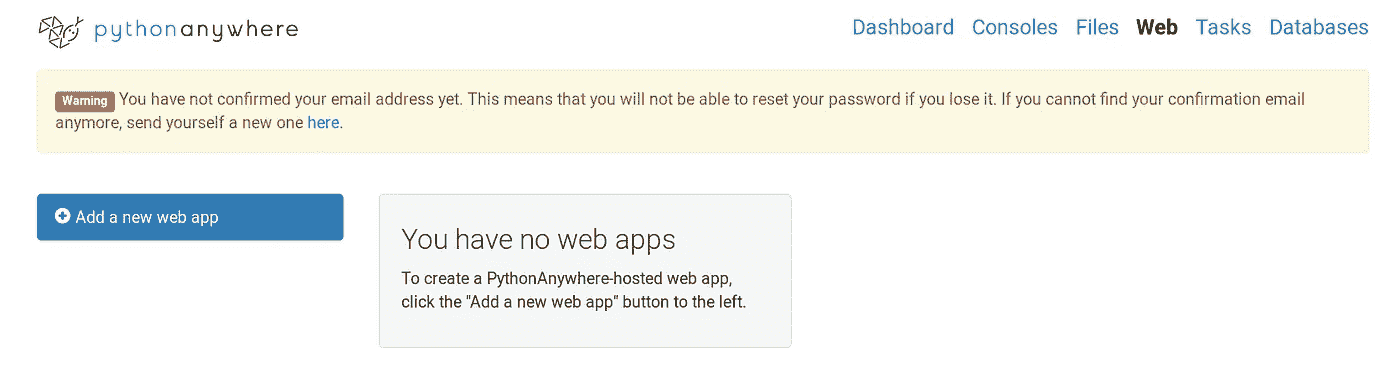 pythonanywhere
Dashboard Consoles Files Web Tasks Databases
Warning You have not confirmed your email address yet. This means that you will not be able to reset your password if you lose it. If you cannot find your confirmation email
anymore, send yourself a new one here.
Add a new web app
You have no web apps
To create a PythonAnywhere-hosted web app,
click the "Add a new web app" button to the left.